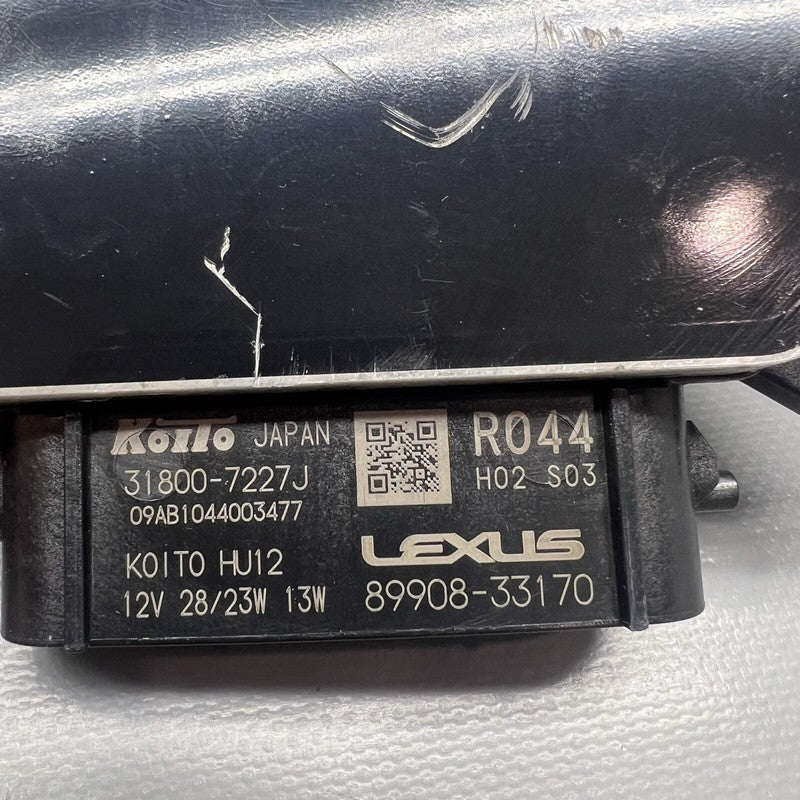 KOITO JAPAN
31800-7227J
09AB1044003477
KOITO HU12
12V 28/23W 13W
R044
H02 S03
LEXUS
89908-33170